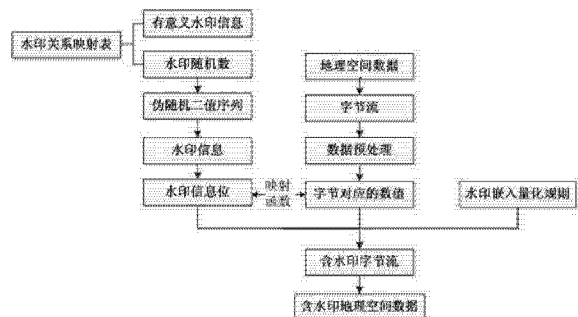 有意义水印信息
水印关系映射表
水印随机数
地理空间数据
伪随机二值序列
字节流
水印信息
数据预处理
水印信息位
映射
函数
字节对应的数值
水印嵌入量化规则
含水印字节流
含水印地理空间数据